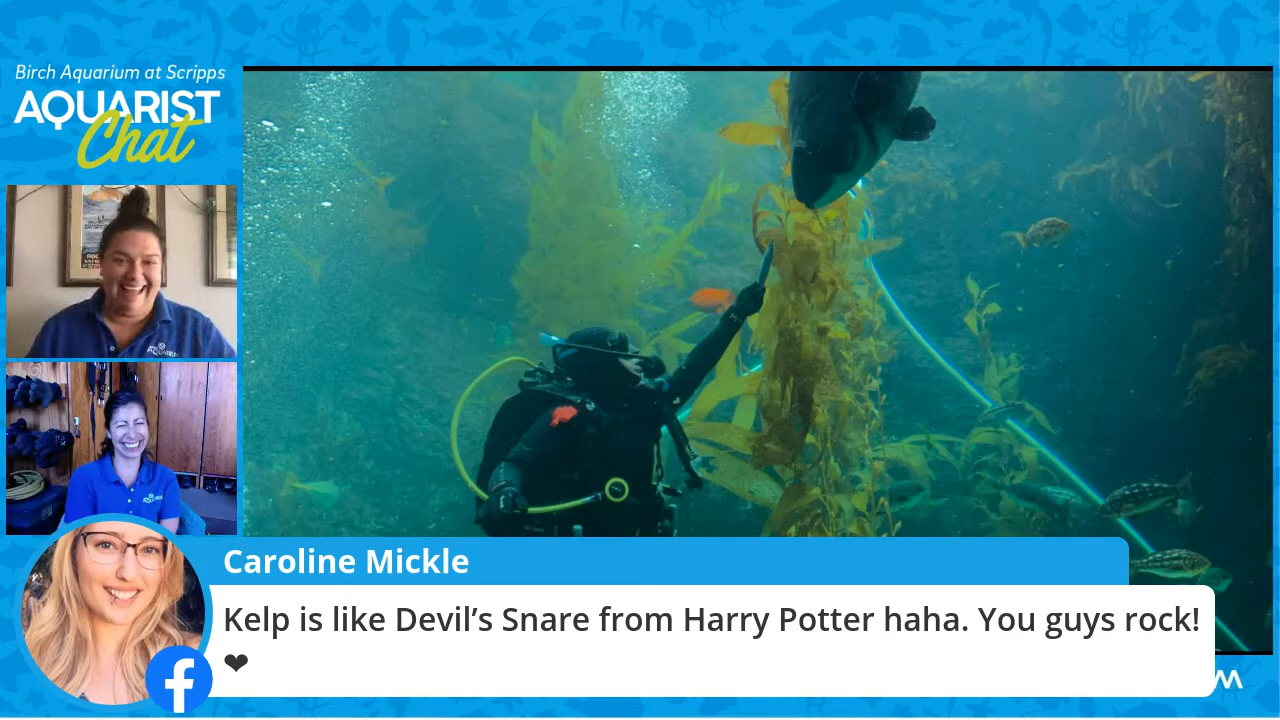 Birch Aquarium at Scripps
AQUARIST
Chat
Caroline Mickle
Kelp is like Devil’s Snare from Harry Potter haha. You guys rock!
❤